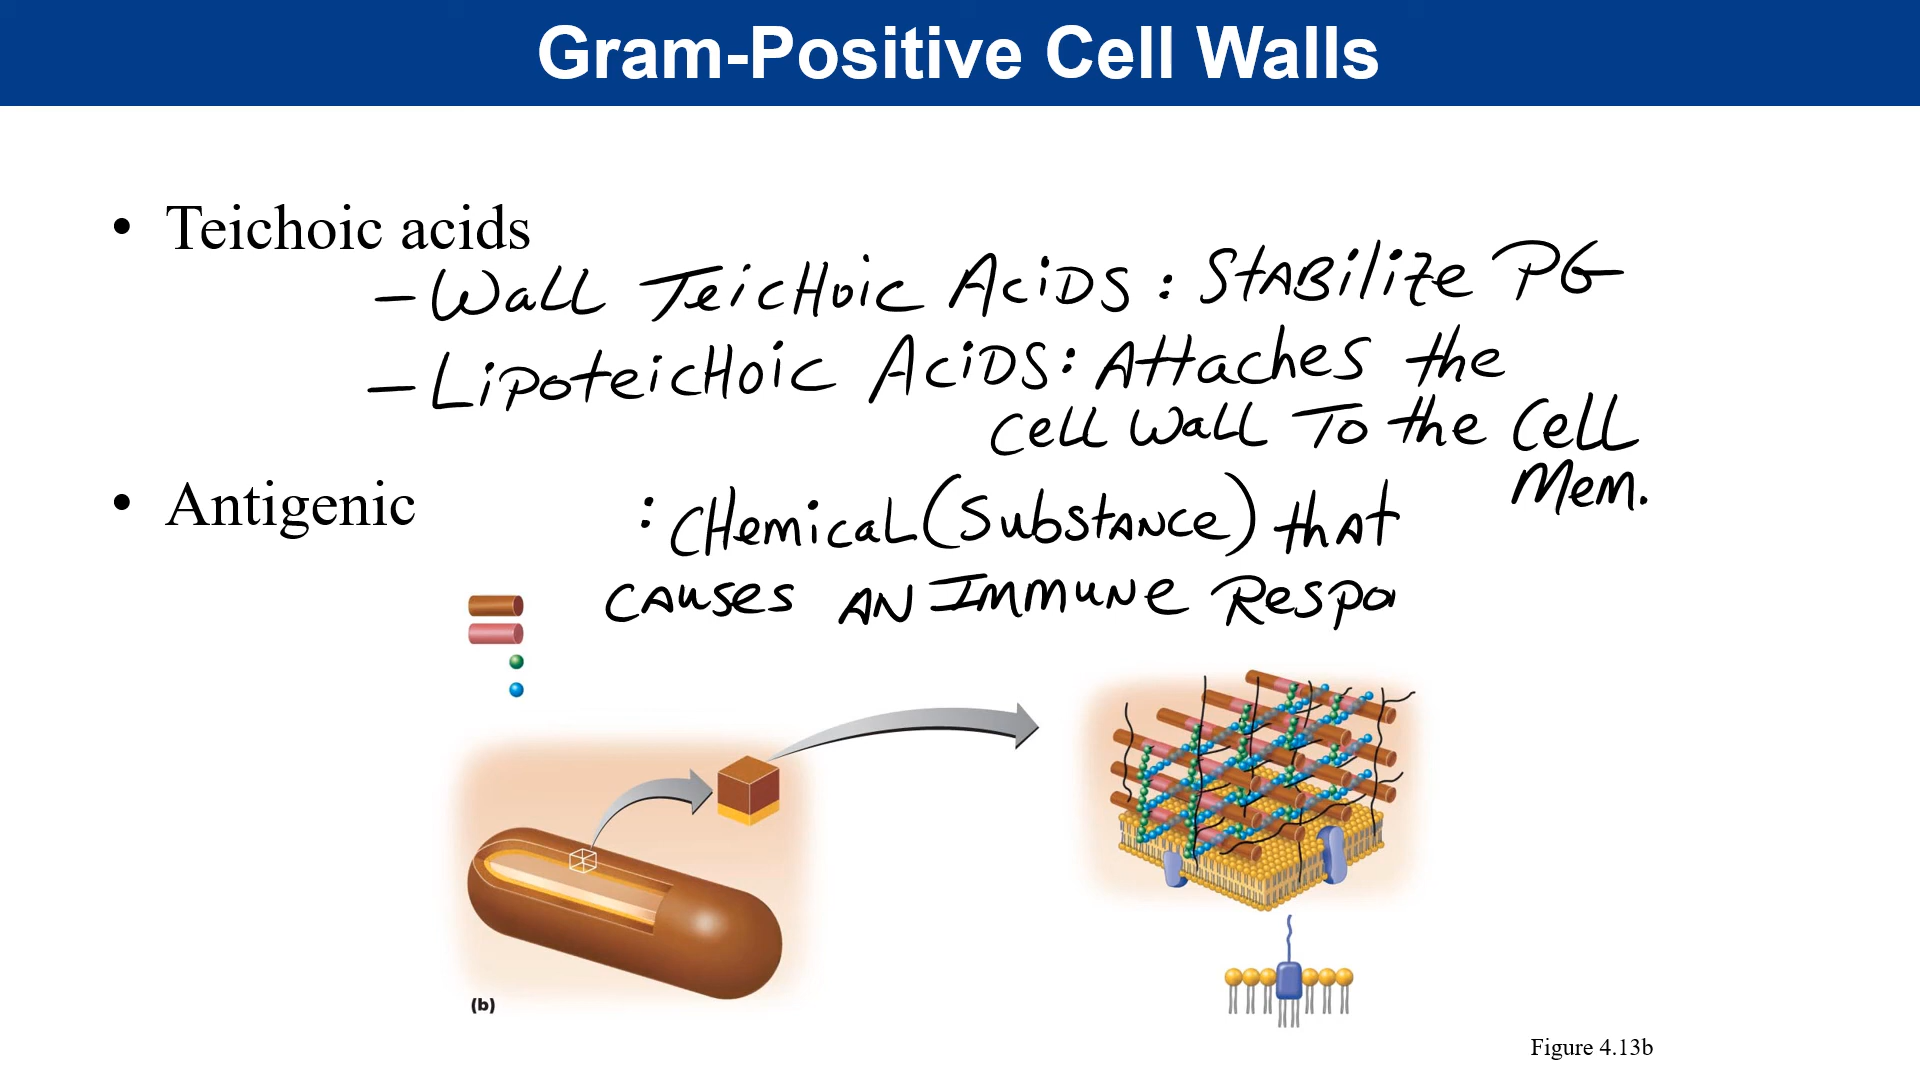 Gram-Positive Cell Walls
• Teichoic acids
– Wall Teichoic Acids : Stabilize PG
– Lipoteichoic Acids: Attaches the
Cell Wall To the Cell
Mem.
• Antigenic : Chemical (Substance) that
causes an Immune Respo
(b)
Figure 4.13b